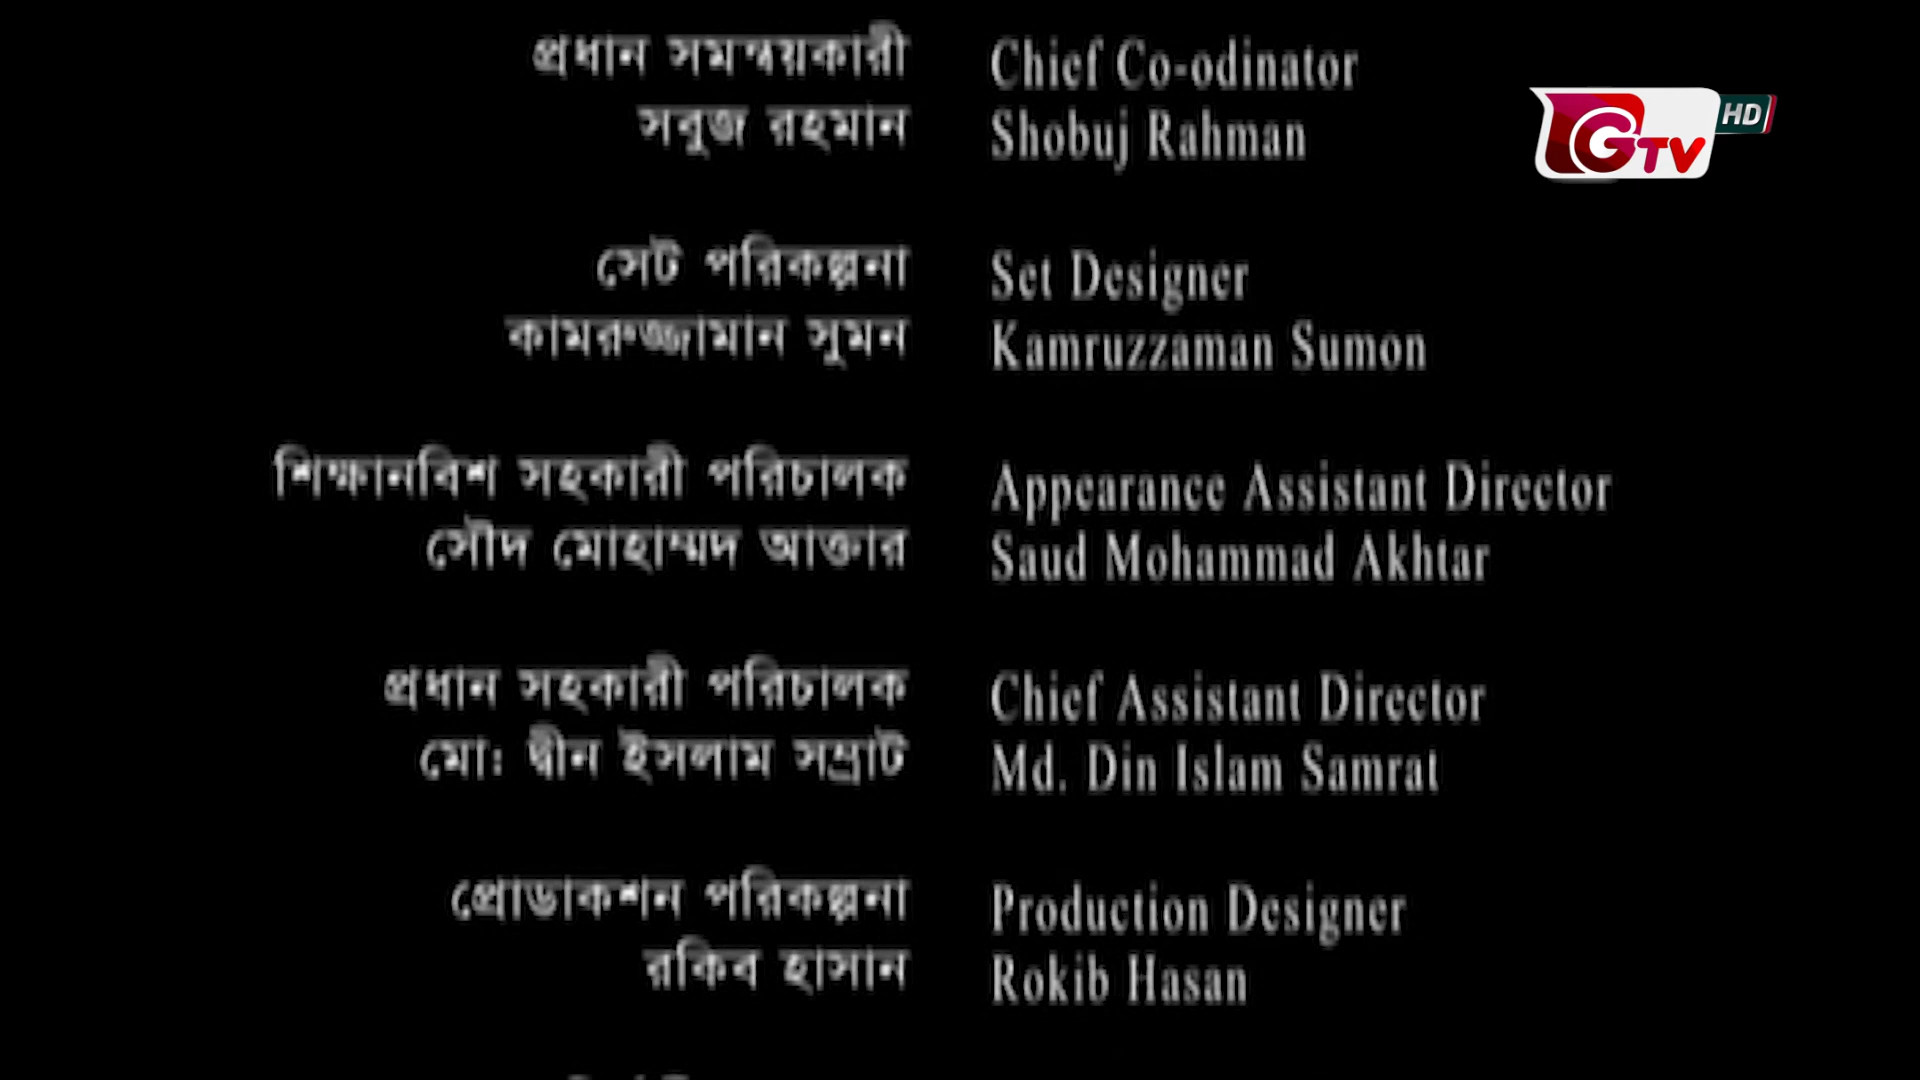 প্রধান সমন্বয়কারী Chief Co-odinator
সবুজ রহমান Shobuj Rahman
GTV HD
সেট পরিকল্পনা Set Designer
কামরুজ্জামান সুমন Kamruzzaman Sumon
শিক্ষানবিশ সহকারী পরিচালক Appearance Assistant Director
সৌদ মোহাম্মদ আক্তার Saud Mohammad Akhtar
প্রধান সহকারী পরিচালক Chief Assistant Director
মোঃ দ্বীন ইসলাম সম্রাট Md. Din Islam Samrat
প্রোডাকশন পরিকল্পনা Production Designer
রকিব হাসান Rokib Hasan